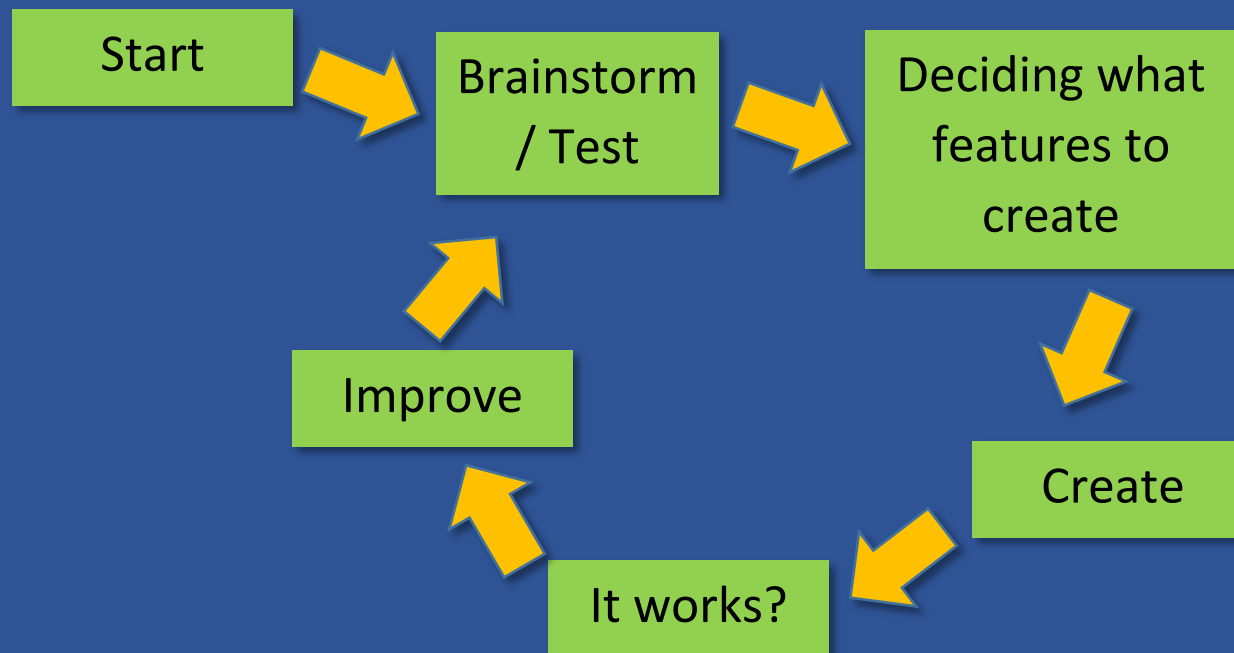 Start
Brainstorm
/ Test
Deciding what
features to
create
Create
It works?
Improve